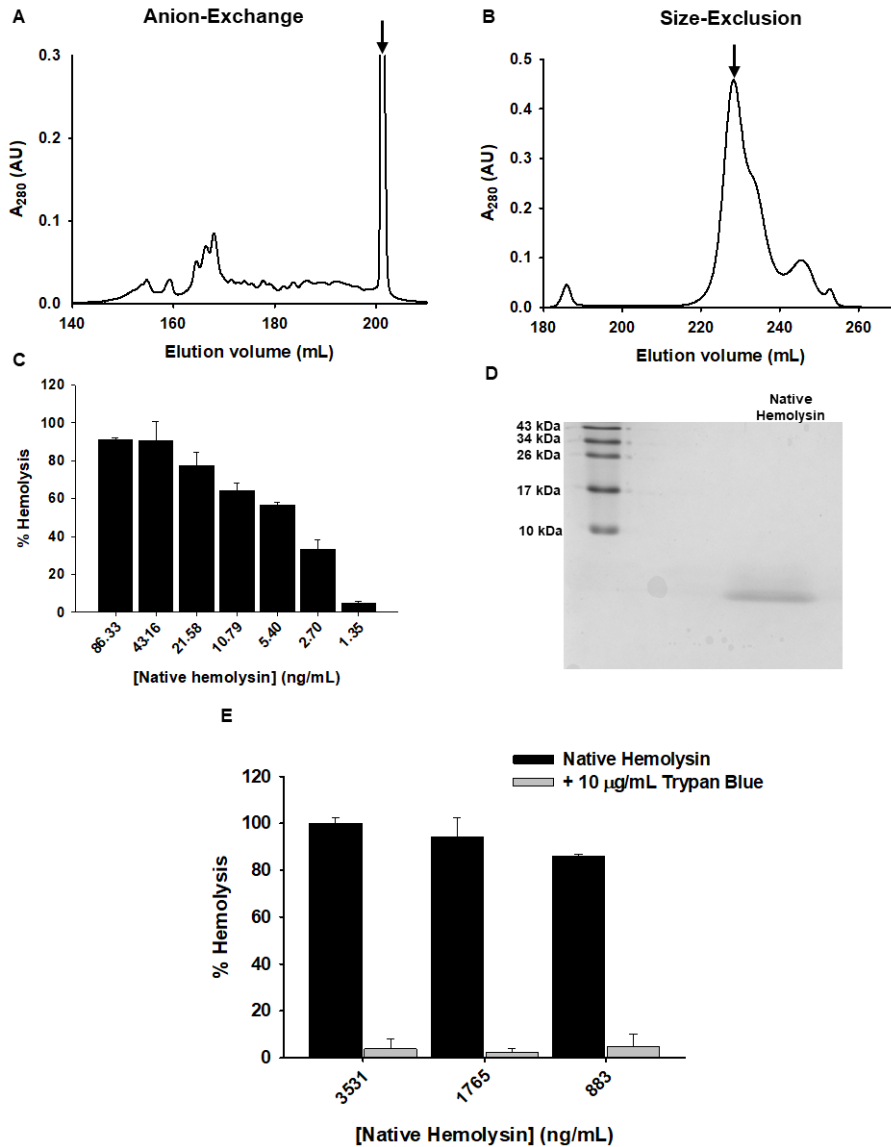 A
Anion-Exchange
0.3
0.2
0.1
0.0
A280 (AU)
140 160 180 200
Elution volume (mL)
B
Size-Exclusion
0.5
0.4
0.3
0.2
0.1
0.0
A280 (AU)
180 200 220 240 260
Elution volume (mL)
C
120
100
80
60
40
20
0
% Hemolysis
86.33 43.16 21.58 10.79 5.40 2.70 1.35
[Native hemolysin] (ng/mL)
D
Native
Hemolysin
43 kDa
34 kDa
26 kDa
17 kDa
10 kDa
E
Native Hemolysin
+ 10 μg/mL Trypan Blue
120
100
80
60
40
20
0
% Hemolysis
3531 1765 883
[Native Hemolysin] (ng/mL)